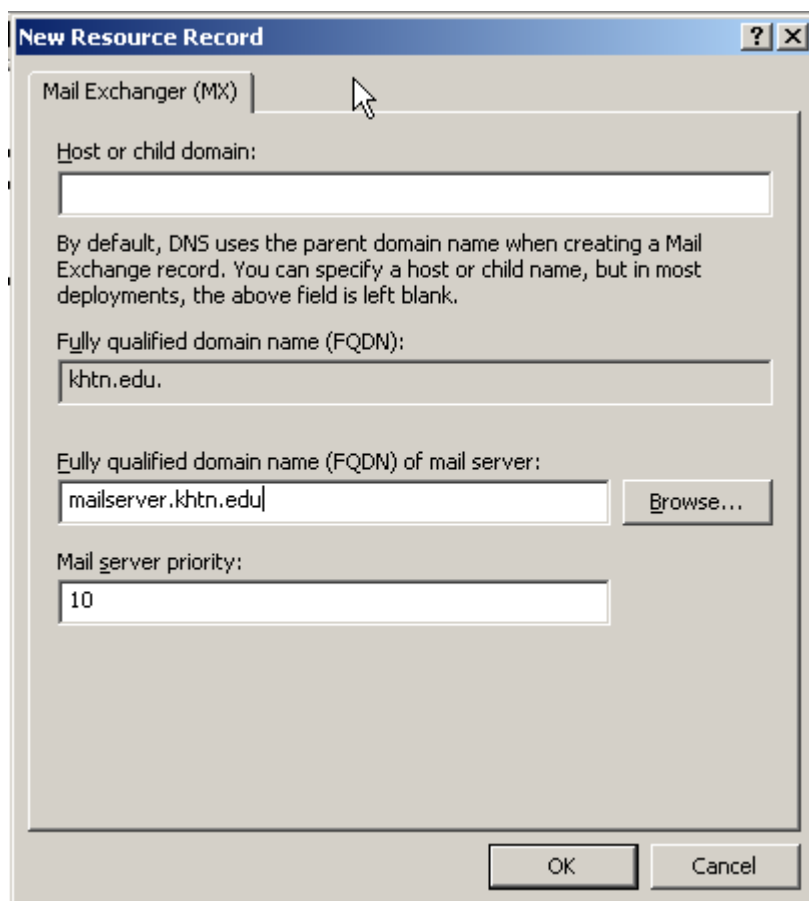 New Resource Record
Mail Exchanger (MX)
Host or child domain:
By default, DNS uses the parent domain name when creating a Mail
Exchange record. You can specify a host or child name, but in most
deployments, the above field is left blank.
Fully qualified domain name (FQDN):
khtn.edu.
Fully qualified domain name (FQDN) of mail server:
mailserver.khtn.edu
Browse...
Mail server priority:
10
OK
Cancel